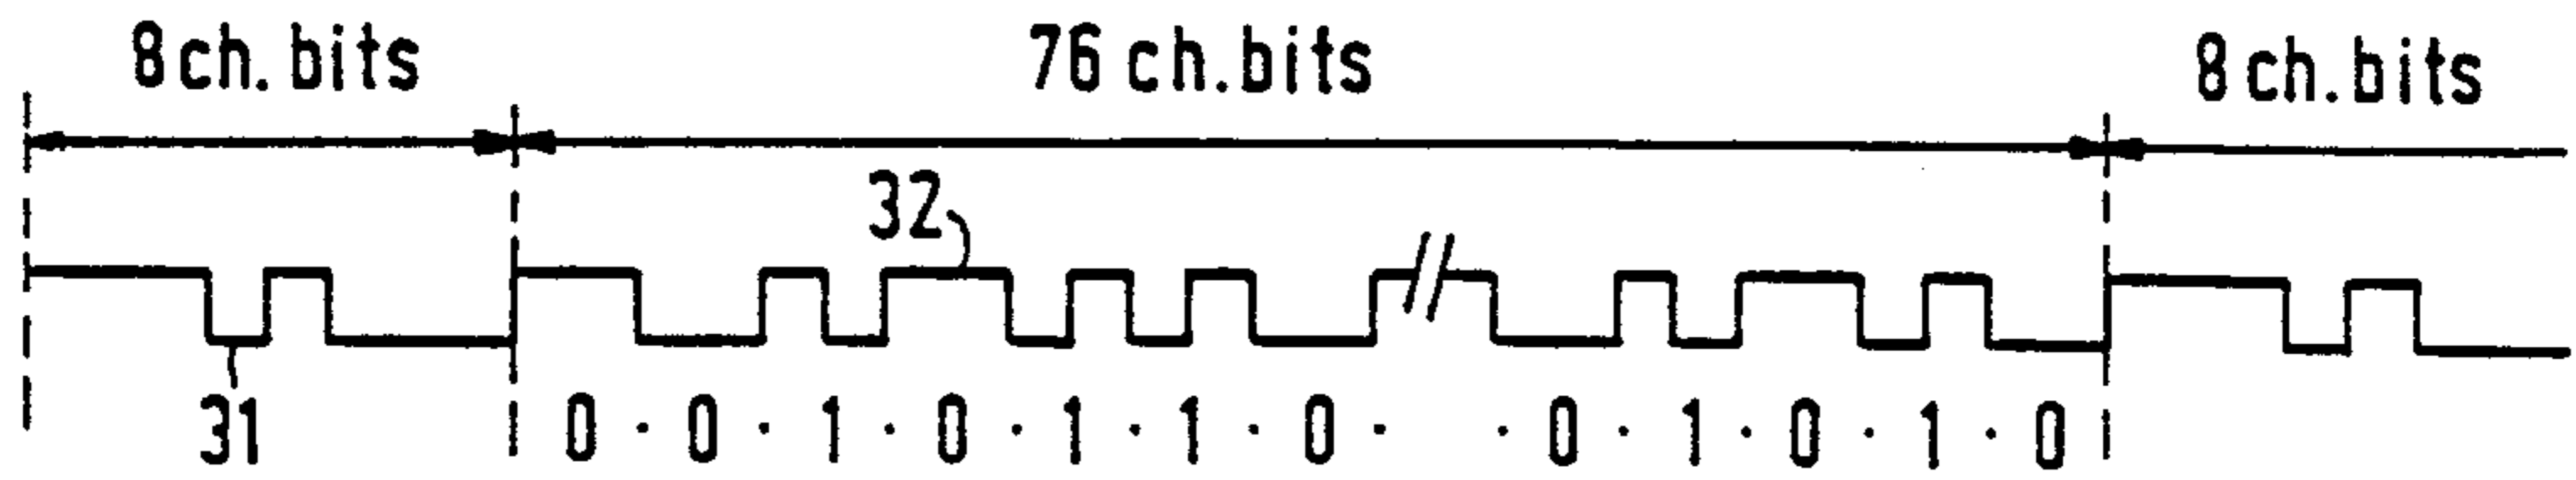 8 ch. bits 76 ch.bits 8 ch.bits
32
31 0 · 0 · 1 · 0 · 1 · 1 · 0 · · 0 · 1 · 0 · 1 · 0